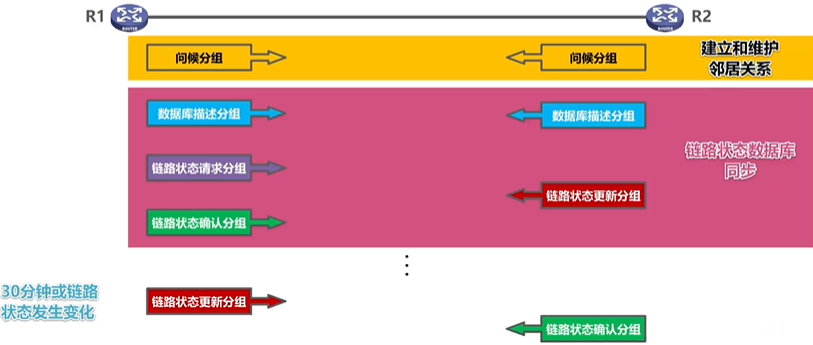 R1
R2
ROUTER
ROUTER
问候分组
问候分组
建立和维护
邻居关系
数据库描述分组
数据库描述分组
链路状态请求分组
链路状态数据库
同步
链路状态更新分组
链路状态确认分组
30分钟或链路
状态发生变化
链路状态更新分组
链路状态确认分组